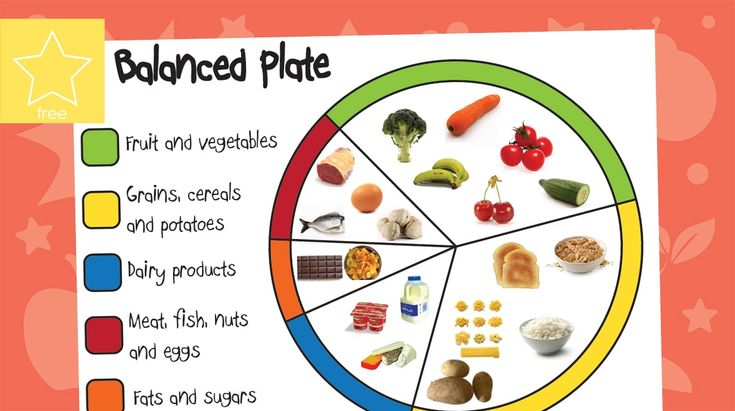 free
Balanced Plate
Fruit and vegetables
Grains, cereals
and potatoes
Dairy products
Meat, fish, nuts
and eggs
Fats and sugars